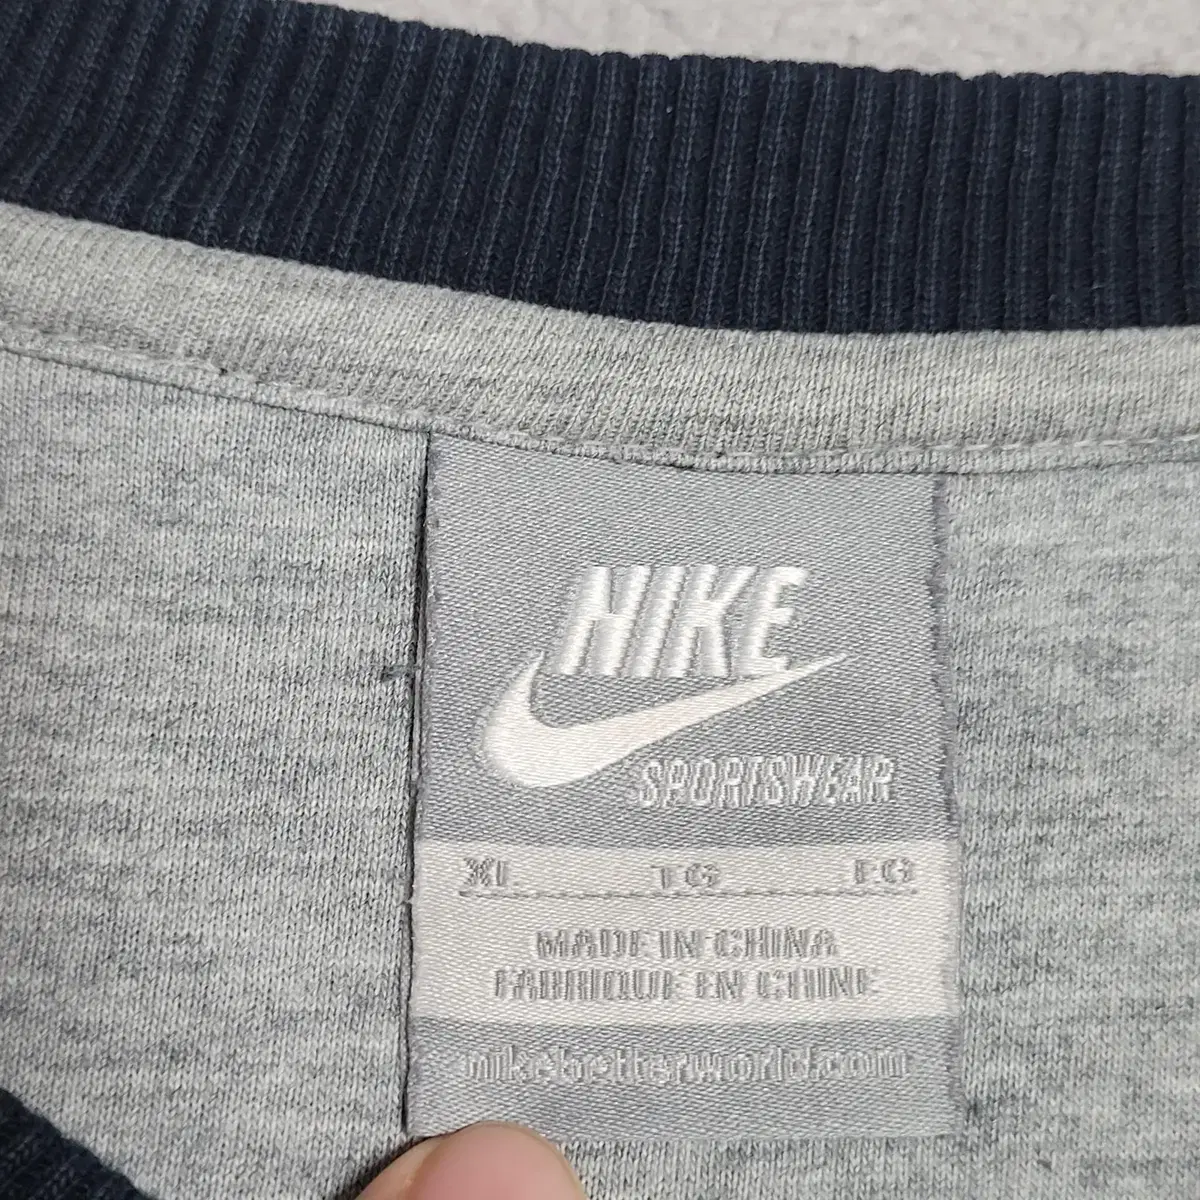 NIKE
SPORTSWEAR
XL TG EG
MADE IN CHINA
FABRIQUE EN CHINE
nikebetterworld.com